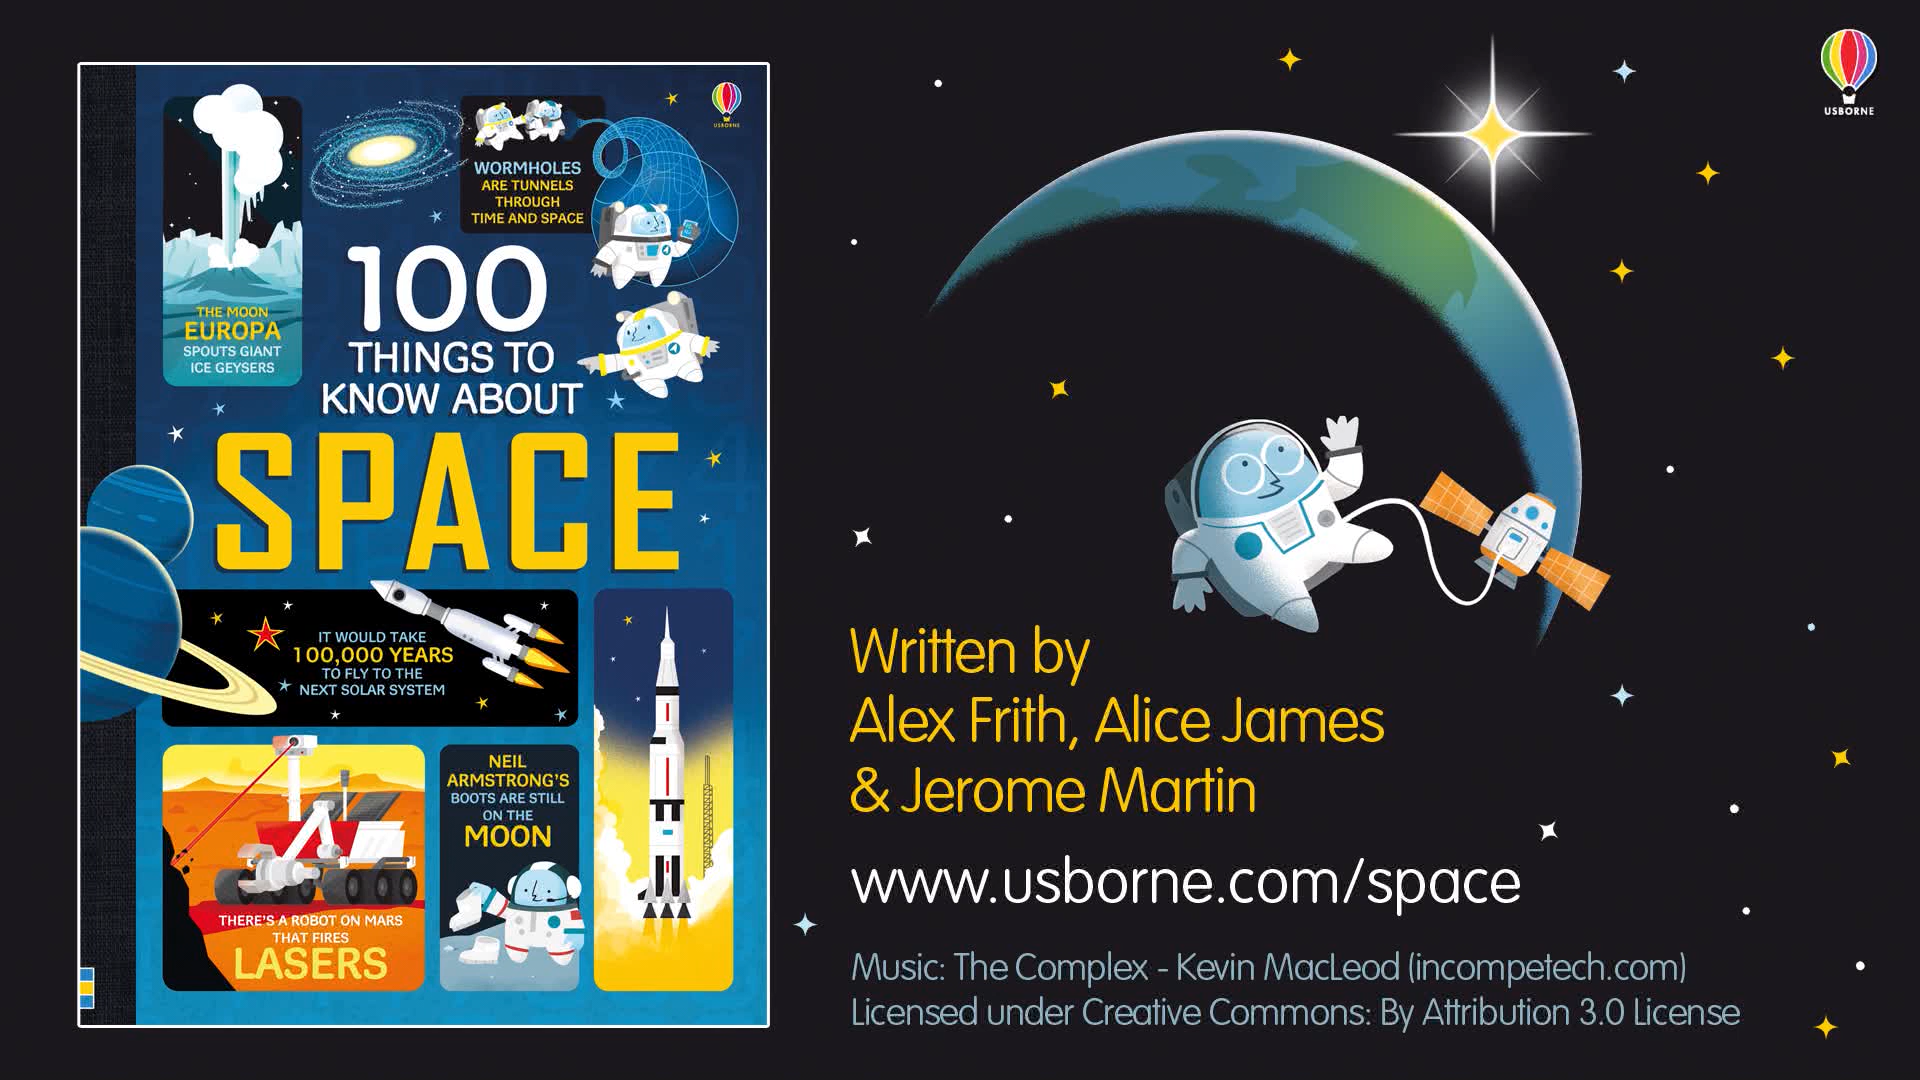 USBORNE
WORMHOLES
ARE TUNNELS
THROUGH
TIME AND SPACE
THE MOON
EUROPA
SPOUTS GIANT
ICE GEYSERS
100
THINGS TO
KNOW ABOUT
SPACE
IT WOULD TAKE
100,000 YEARS
TO FLY TO THE
NEXT SOLAR SYSTEM
THERE'S A ROBOT ON MARS
THAT FIRES
LASERS
NEIL
ARMSTRONG'S
BOOTS ARE STILL
ON THE
MOON
USBORNE
Written by
Alex Frith, Alice James
& Jerome Martin
www.usborne.com/space
Music: The Complex - Kevin MacLeod (incompetech.com)
Licensed under Creative Commons: By Attribution 3.0 License